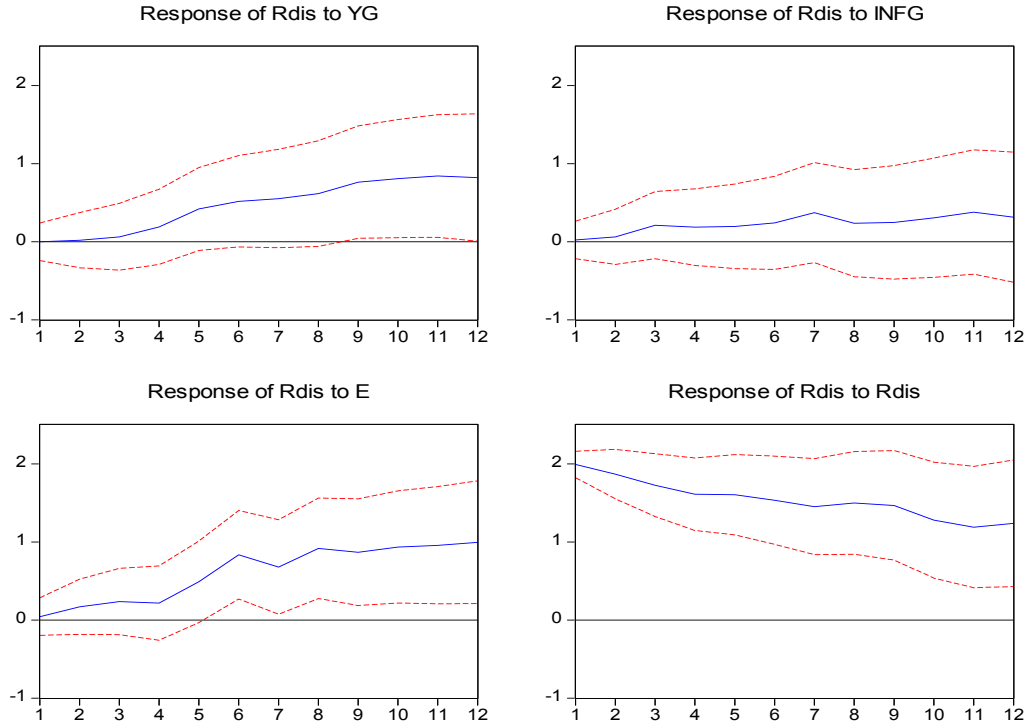 Response of Rdis to YG
2
1
0
-1
1 2 3 4 5 6 7 8 9 10 11 12
Response of Rdis to INFG
2
1
0
-1
1 2 3 4 5 6 7 8 9 10 11 12
Response of Rdis to E
2
1
0
-1
1 2 3 4 5 6 7 8 9 10 11 12
Response of Rdis to Rdis
2
1
0
-1
1 2 3 4 5 6 7 8 9 10 11 12